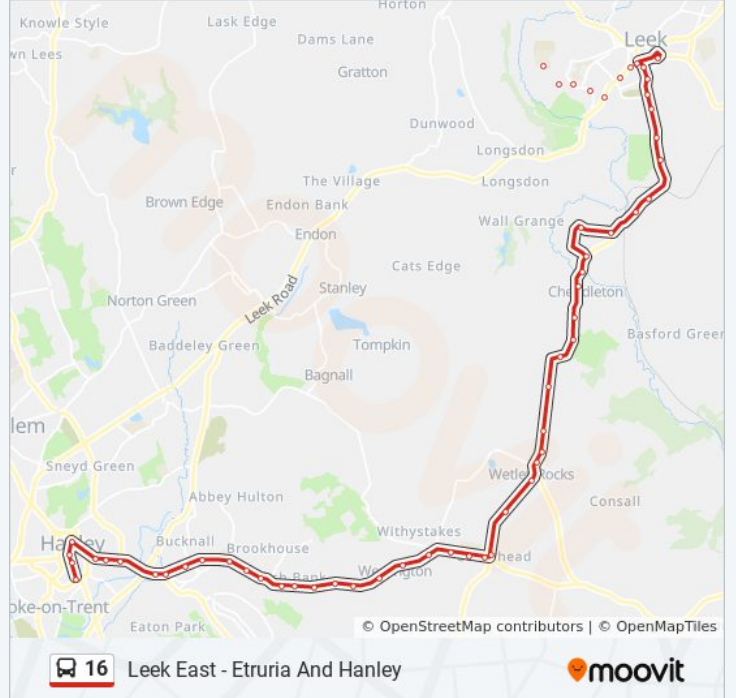 Horton
Knowle Style
Lask Edge
Dams Lane
Leek
wn Lees
Gratton
Dunwood
Longsdon
The Village
Longsdon
Brown Edge
Endon Bank
Wall Grange
Endon
Cats Edge
Stanley
Leek Road
Norton Green
Basford Green
Baddeley Green
Tompkin
Bagnall
lem
Sneyd Green
Wetley Rocks
Abbey Hulton
Consall
Withystakes
Bucknall
Brookhouse
head
oke-on-Trent
Eaton Park
© OpenStreetMap contributors | © OpenMapTiles
16 Leek East - Etruria And Hanley
moovit